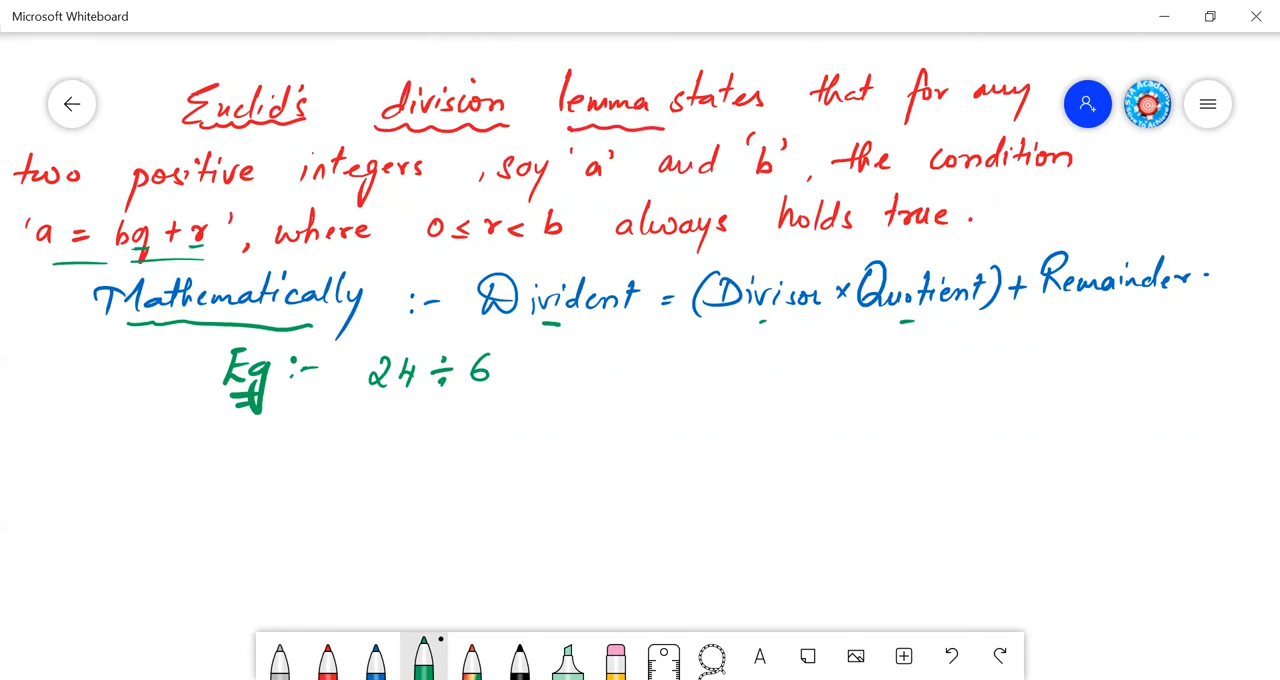 Microsoft Whiteboard
Euclid's division lemma states that for any
two positive integers, say 'a' and 'b', the condition
'a = bq + r', where 0 ≤ r < b always holds true.
Mathematically :- Divident = (Divisor × Quotient) + Remainder.
Eg :- 24 ÷ 6